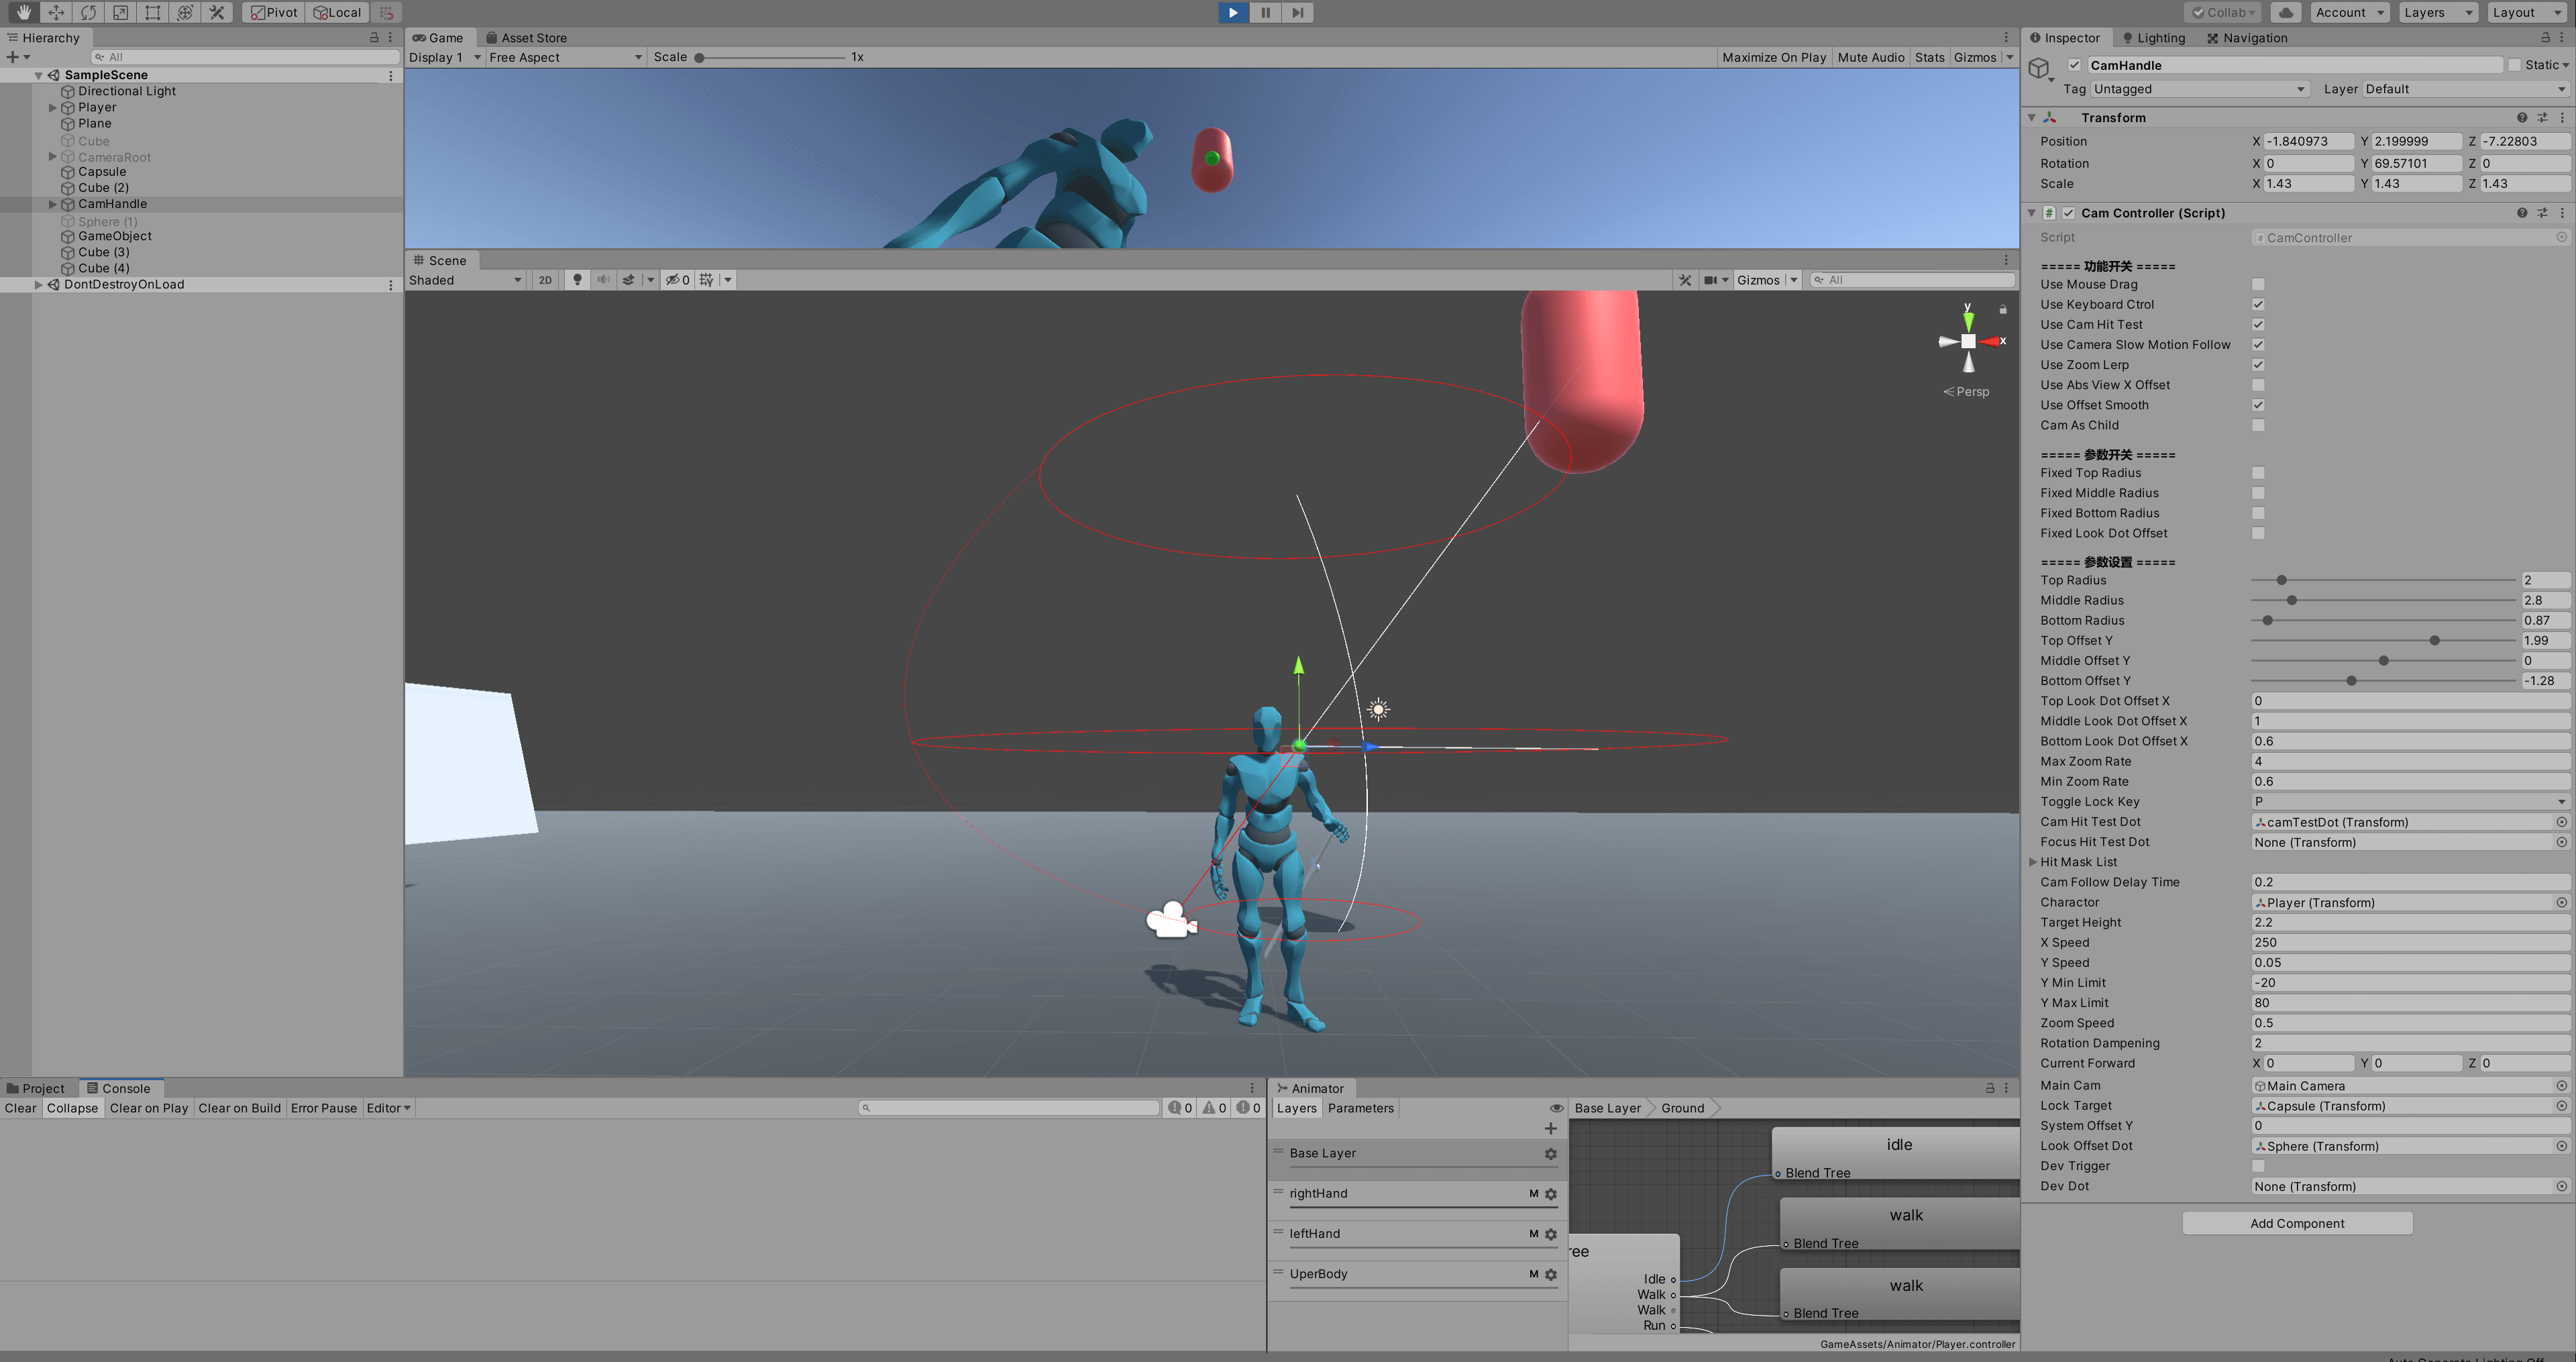 Pivot Local Collab Account Layers Layout
Hierarchy
All
SampleScene
Directional Light
Player
Plane
Cube
CameraRoot
Capsule
Cube (2)
CamHandle
Sphere (1)
GameObject
Cube (3)
Cube (4)
DontDestroyOnLoad
Game Asset Store
Display 1 Free Aspect Scale 1x Maximize On Play Mute Audio Stats Gizmos
Scene
Shaded 2D 0 Gizmos All
y
x
Persp
Project Console
Clear Collapse Clear on Play Clear on Build Error Pause Editor 0 0 0
Animator
Layers Parameters Base Layer Ground
Base Layer
rightHand M
leftHand M
UperBody M
idle
Blend Tree
walk
Blend Tree
walk
Blend Tree
ree
Idle
Walk
Walk
Run
GameAssets/Animator/Player.controller
Inspector Lighting Navigation
CamHandle Static
Tag Untagged Layer Default
Transform
Position X -1.840973 Y 2.199999 Z -7.22803
Rotation X 0 Y 69.57101 Z 0
Scale X 1.43 Y 1.43 Z 1.43
# Cam Controller (Script)
Script CamController
===== 功能开关 =====
Use Mouse Drag
Use Keyboard Ctrol
Use Cam Hit Test
Use Camera Slow Motion Follow
Use Zoom Lerp
Use Abs View X Offset
Use Offset Smooth
Cam As Child
===== 参数开关 =====
Fixed Top Radius
Fixed Middle Radius
Fixed Bottom Radius
Fixed Look Dot Offset
===== 参数设置 =====
Top Radius 2
Middle Radius 2.8
Bottom Radius 0.87
Top Offset Y 1.99
Middle Offset Y 0
Bottom Offset Y -1.28
Top Look Dot Offset X 0
Middle Look Dot Offset X 1
Bottom Look Dot Offset X 0.6
Max Zoom Rate 4
Min Zoom Rate 0.6
Toggle Lock Key P
Cam Hit Test Dot camTestDot (Transform)
Focus Hit Test Dot None (Transform)
Hit Mask List
Cam Follow Delay Time 0.2
Charactor Player (Transform)
Target Height 2.2
X Speed 250
Y Speed 0.05
Y Min Limit -20
Y Max Limit 80
Zoom Speed 0.5
Rotation Dampening 2
Current Forward X 0 Y 0 Z 0
Main Cam Main Camera
Lock Target Capsule (Transform)
System Offset Y 0
Look Offset Dot Sphere (Transform)
Dev Trigger
Dev Dot None (Transform)
Add Component